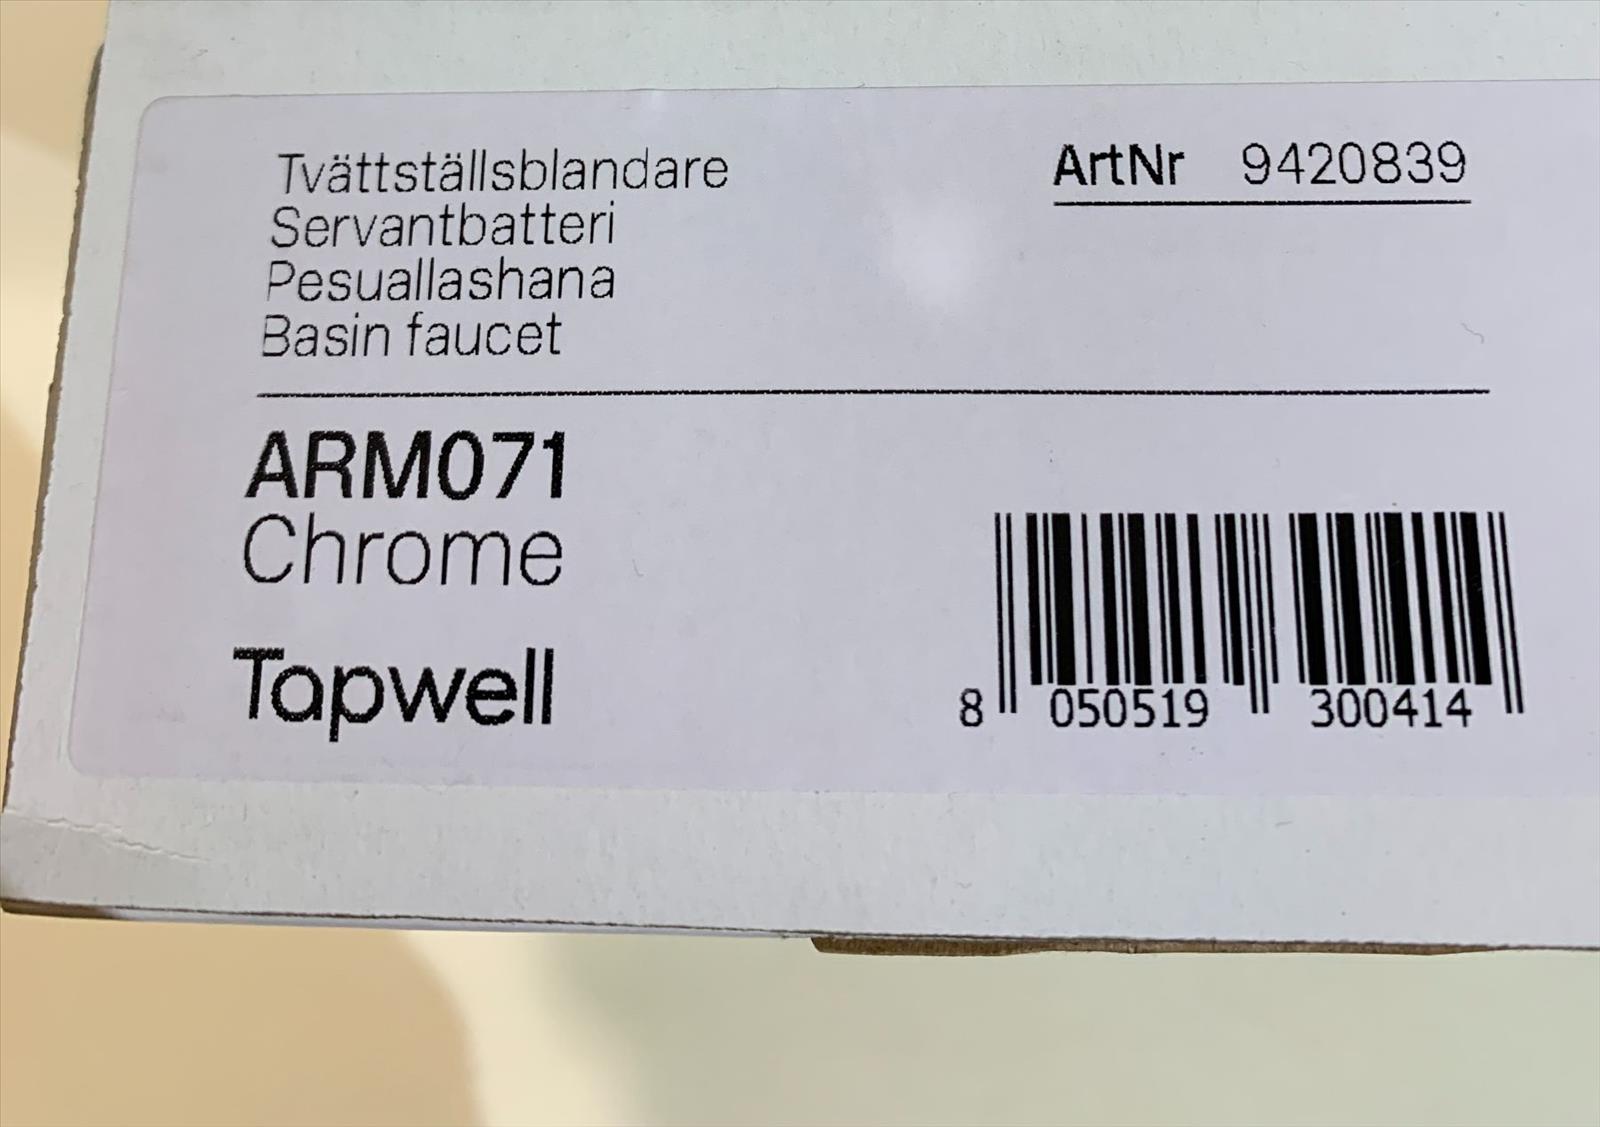 Tvättställsblandare
Servantbatteri
Pesuallashana
Basin faucet
ArtNr 9420839
ARM071
Chrome
Tapwell
8 050519 300414